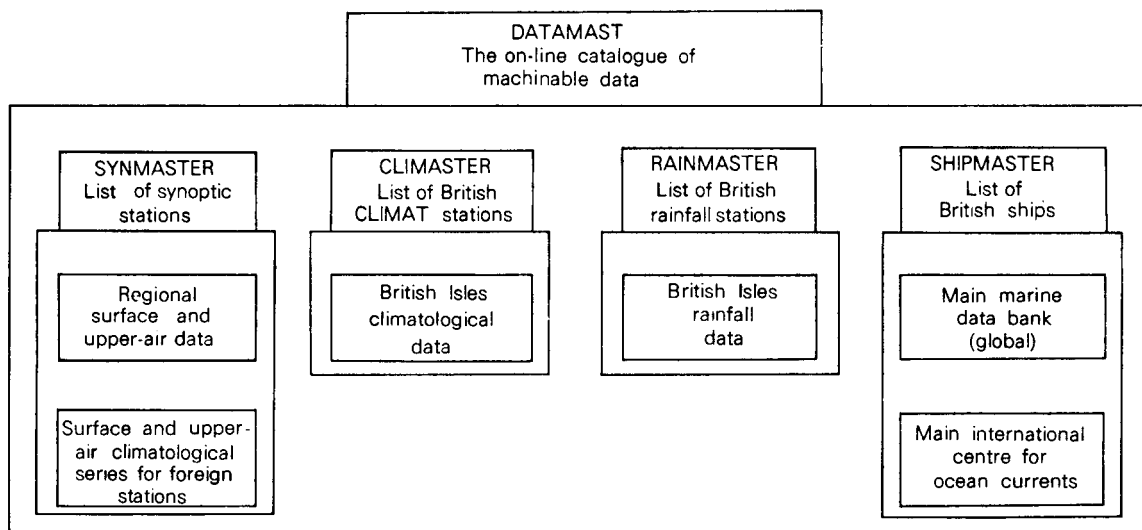 DATAMAST
The on-line catalogue of
machinable data
SYNMASTER
List of synoptic
stations
Regional
surface and
upper-air data
Surface and upper-
air climatological
series for foreign
stations
CLIMASTER
List of British
CLIMAT stations
British Isles
climatological
data
RAINMASTER
List of British
rainfall stations
British Isles
rainfall
data
SHIPMASTER
List of
British ships
Main marine
data bank
(global)
Main international
centre for
ocean currents